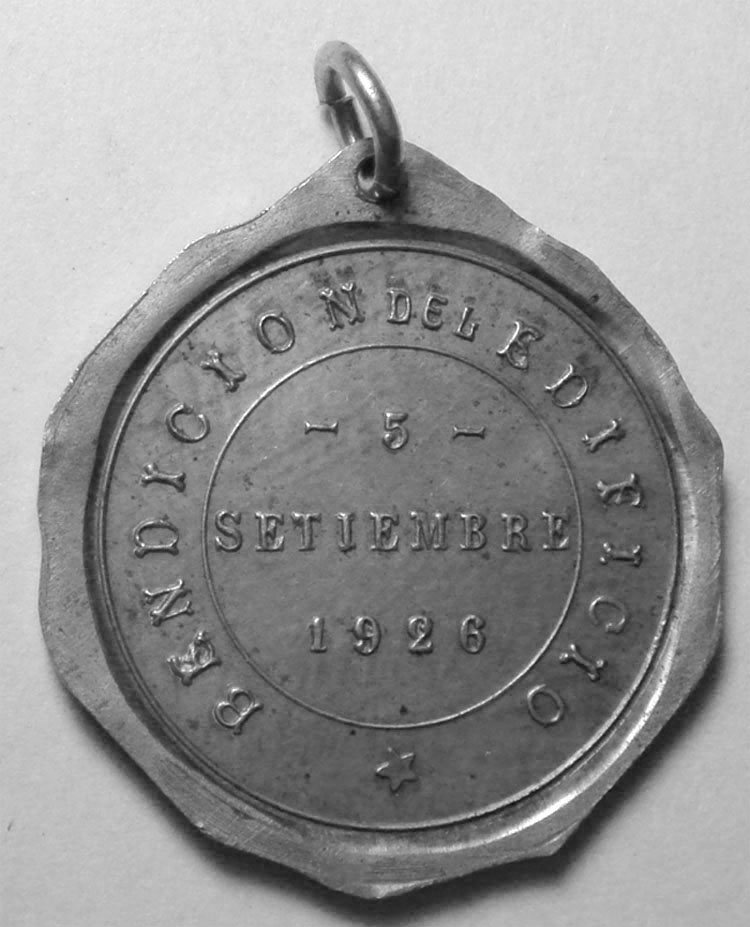 BENDICION DEL EDIFICIO
- 5 -
SETIEMBRE
1926